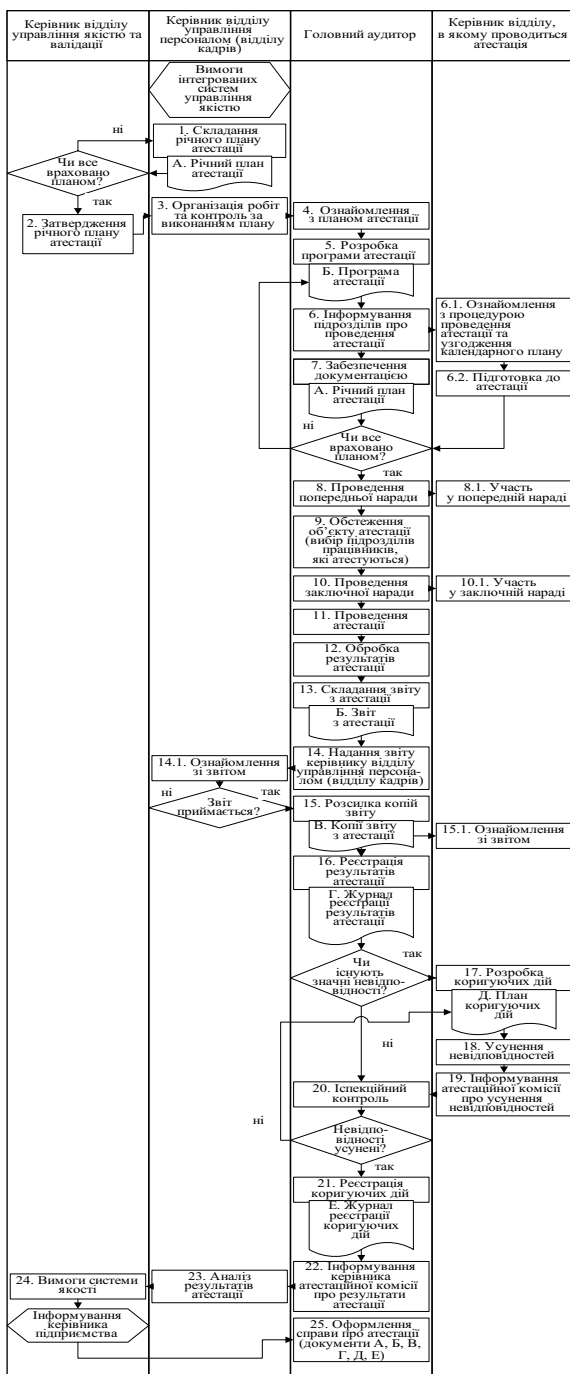 Керівник відділу
управління якістю та
валідації
Керівник відділу
управління
персоналом (відділу
кадрів)
Головний аудитор
Керівник відділу,
в якому проводиться
атестація
Вимоги
інтегрованих
систем
управління
якістю
ні
1. Складання
річного плану
атестації
Чи все
враховано
планом?
А. Річний план
атестації
так
2. Затвердження
річного плану
атестації
3. Організація робіт
та контроль за
виконанням плану
4. Ознайомлення
з планом атестації
5. Розробка
програми атестації
Б. Програма
атестації
6. Інформування
підрозділів про
проведення
атестації
6.1. Ознайомлення
з процедурою
проведення
атестації та
узгодження
календарного плану
7. Забезпечення
документацією
А. Річний план
атестації
6.2. Підготовка до
атестації
ні
Чи все
враховано
планом?
так
8. Проведення
попередньої наради
8.1. Участь
у попередній нараді
9. Обстеження
об’єкту атестації
(вибір підрозділів
працівників,
які атестуються)
10. Проведення
заключної наради
10.1. Участь
у заключній нараді
11. Проведення
атестації
12. Обробка
результатів
атестації
13. Складання звіту
з атестації
Б. Звіт
з атестації
14. Надання звіту
керівнику відділу
управління персона-
лом (відділу кадрів)
14.1. Ознайомлення
зі звітом
ні
так
Звіт
приймається?
15. Розсилка копій
звіту
В. Копії звіту
з атестації
15.1. Ознайомлення
зі звітом
16. Реєстрація
результатів
атестації
Г. Журнал
реєстрації
результатів
атестації
так
Чи
існують
значні невідпо-
відності?
17. Розробка
коригуючих дій
Д. План
коригуючих
дій
ні
18. Усунення
невідповідностей
19. Інформування
атестаційної комісії
про усунення
невідповідностей
20. Іспекційний
контроль
ні
Невідпо-
відності
усунені?
так
21. Реєстрація
коригуючих дій
Е. Журнал
реєстрації
коригуючих
дій
22. Інформування
керівника
атестаційної комісії
про результати
атестації
23. Аналіз
результатів
атестації
24. Вимоги системи
якості
Інформування
керівника
підприємства
25. Оформлення
справи про атестації
(документи А, Б, В,
Г, Д, Е)